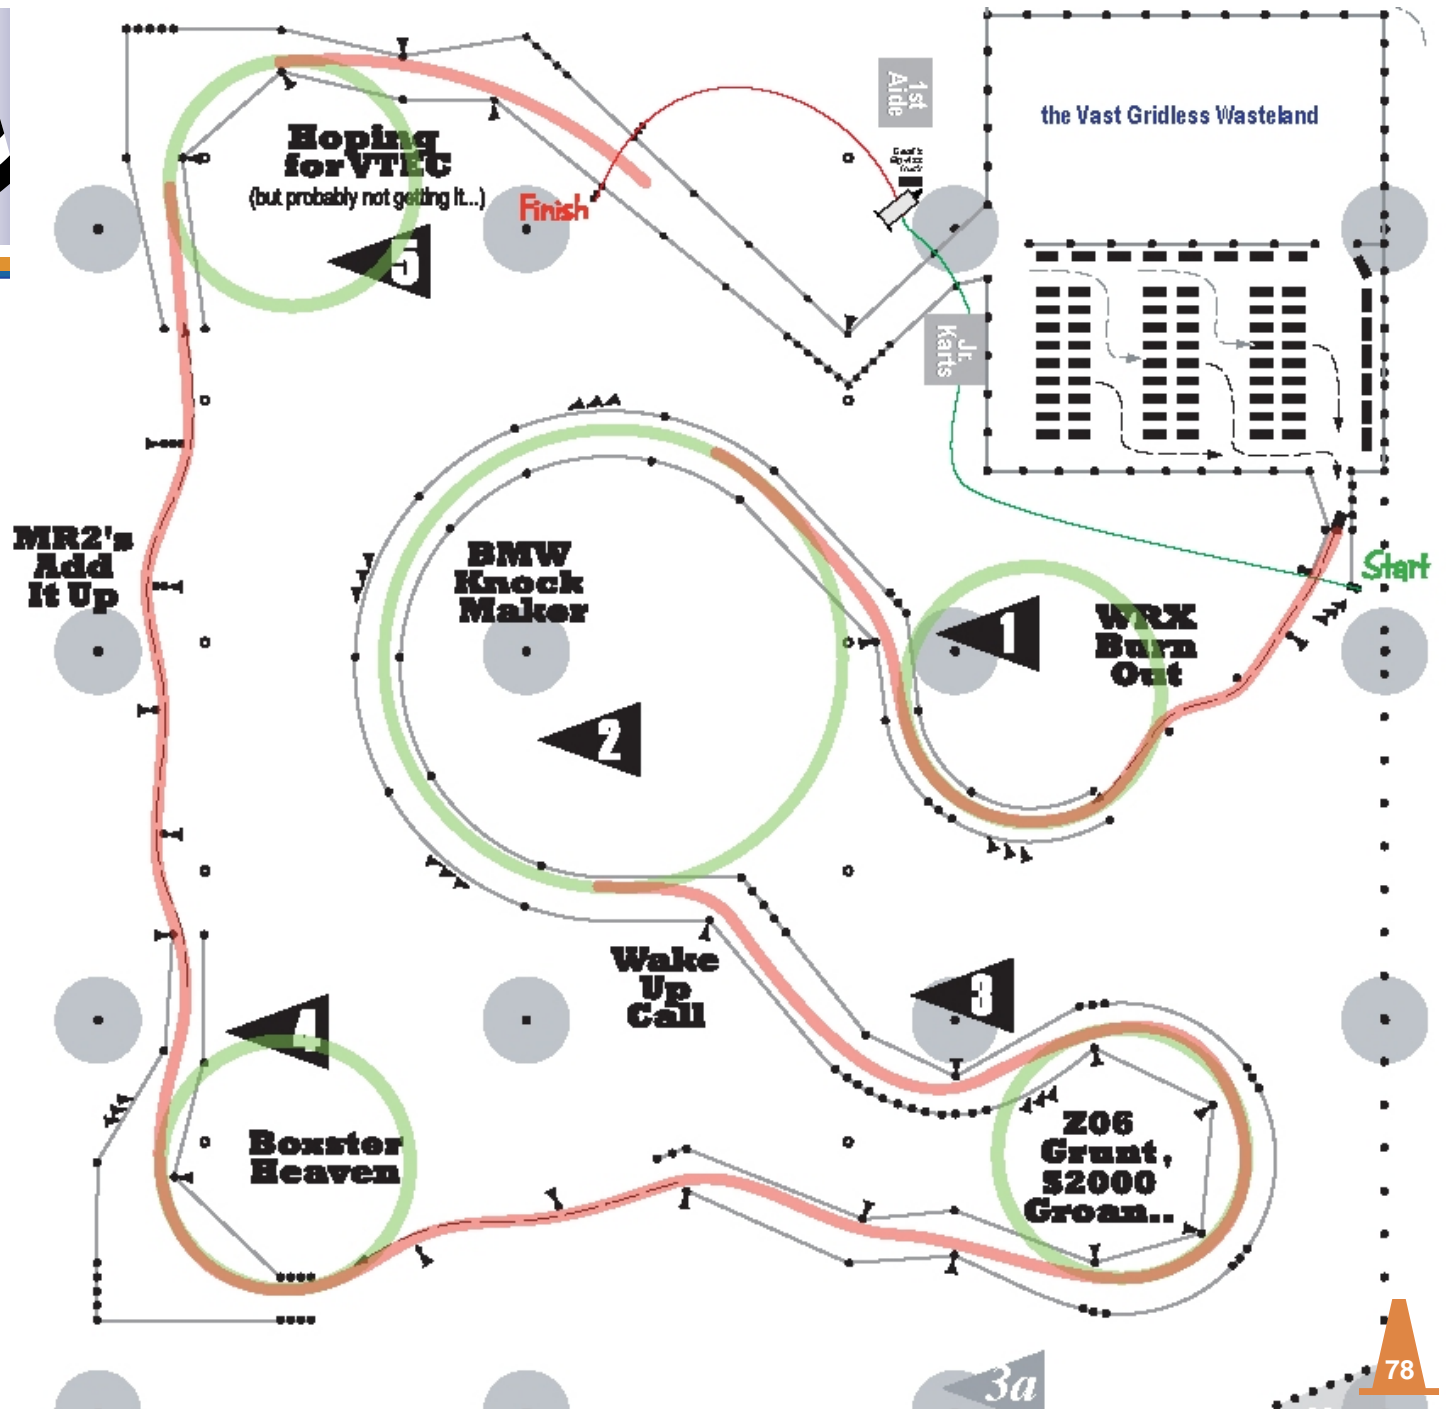 1st
Aide
the Vast Gridless Wasteland
Hoping
for VTEC
(but probably not getting it...)
Finish
5
Jr.
Karts
MR2's
Add
It Up
BMW
Knock
Maker
1
WRX
Burn
Out
Start
2
Wake
Up
Call
3
4
Boxster
Heaven
Z06
Grunt,
S2000
Groan..
3a
78